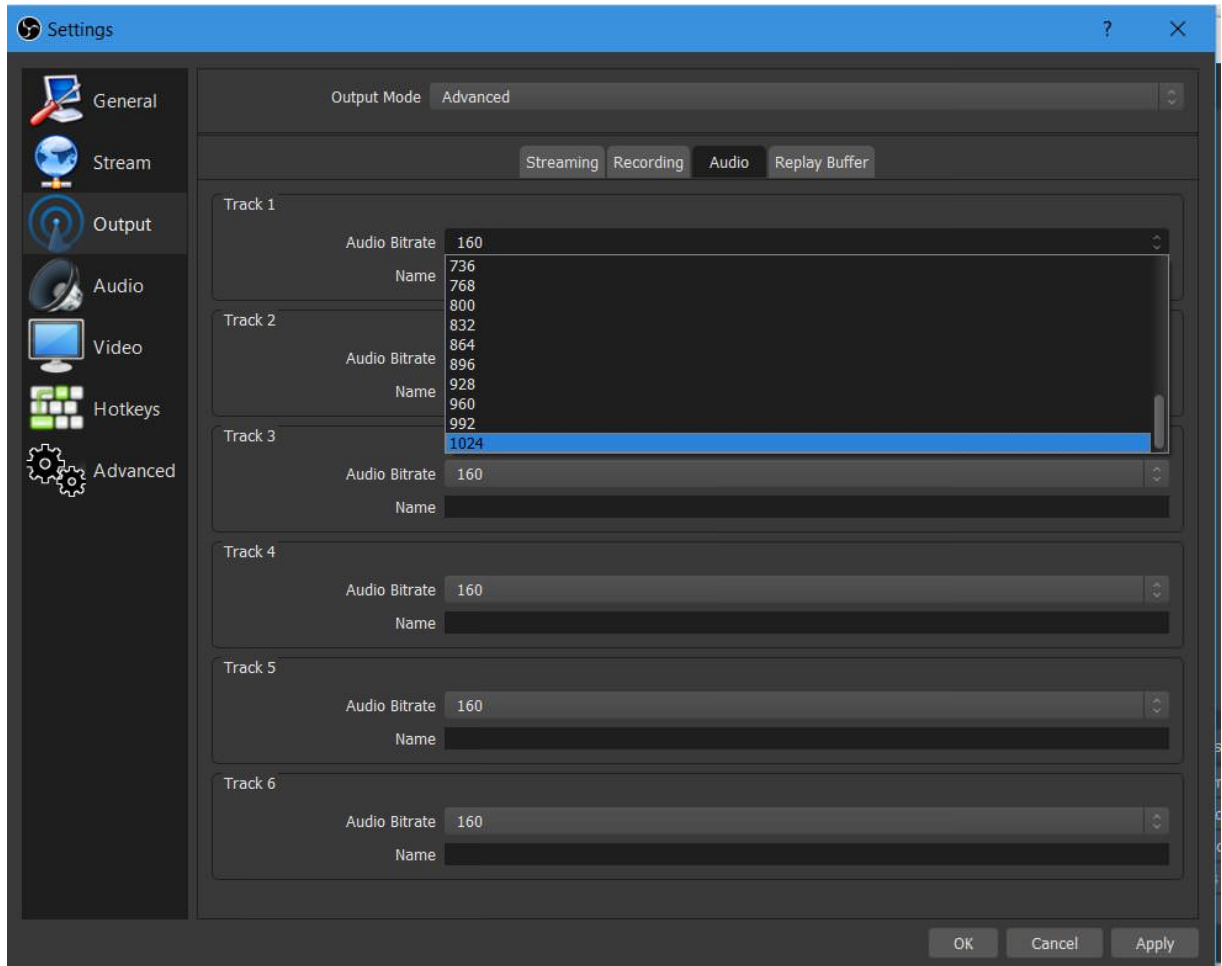 Settings
?
General
Stream
Output
Audio
Video
Hotkeys
Advanced
Output Mode Advanced
Streaming Recording Audio Replay Buffer
Track 1
Audio Bitrate 160
Name
736
768
800
832
864
896
928
960
992
1024
Track 2
Audio Bitrate
Name
Track 3
Audio Bitrate 160
Name
Track 4
Audio Bitrate 160
Name
Track 5
Audio Bitrate 160
Name
Track 6
Audio Bitrate 160
Name
OK Cancel Apply